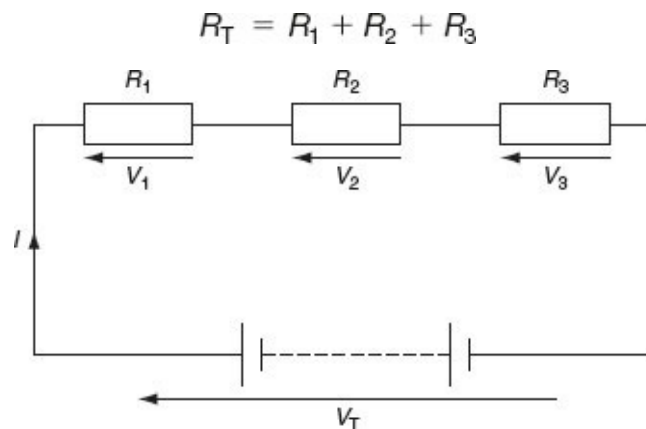 R_T = R_1 + R_2 + R_3
R_1 R_2 R_3
V_1 V_2 V_3
I
V_T